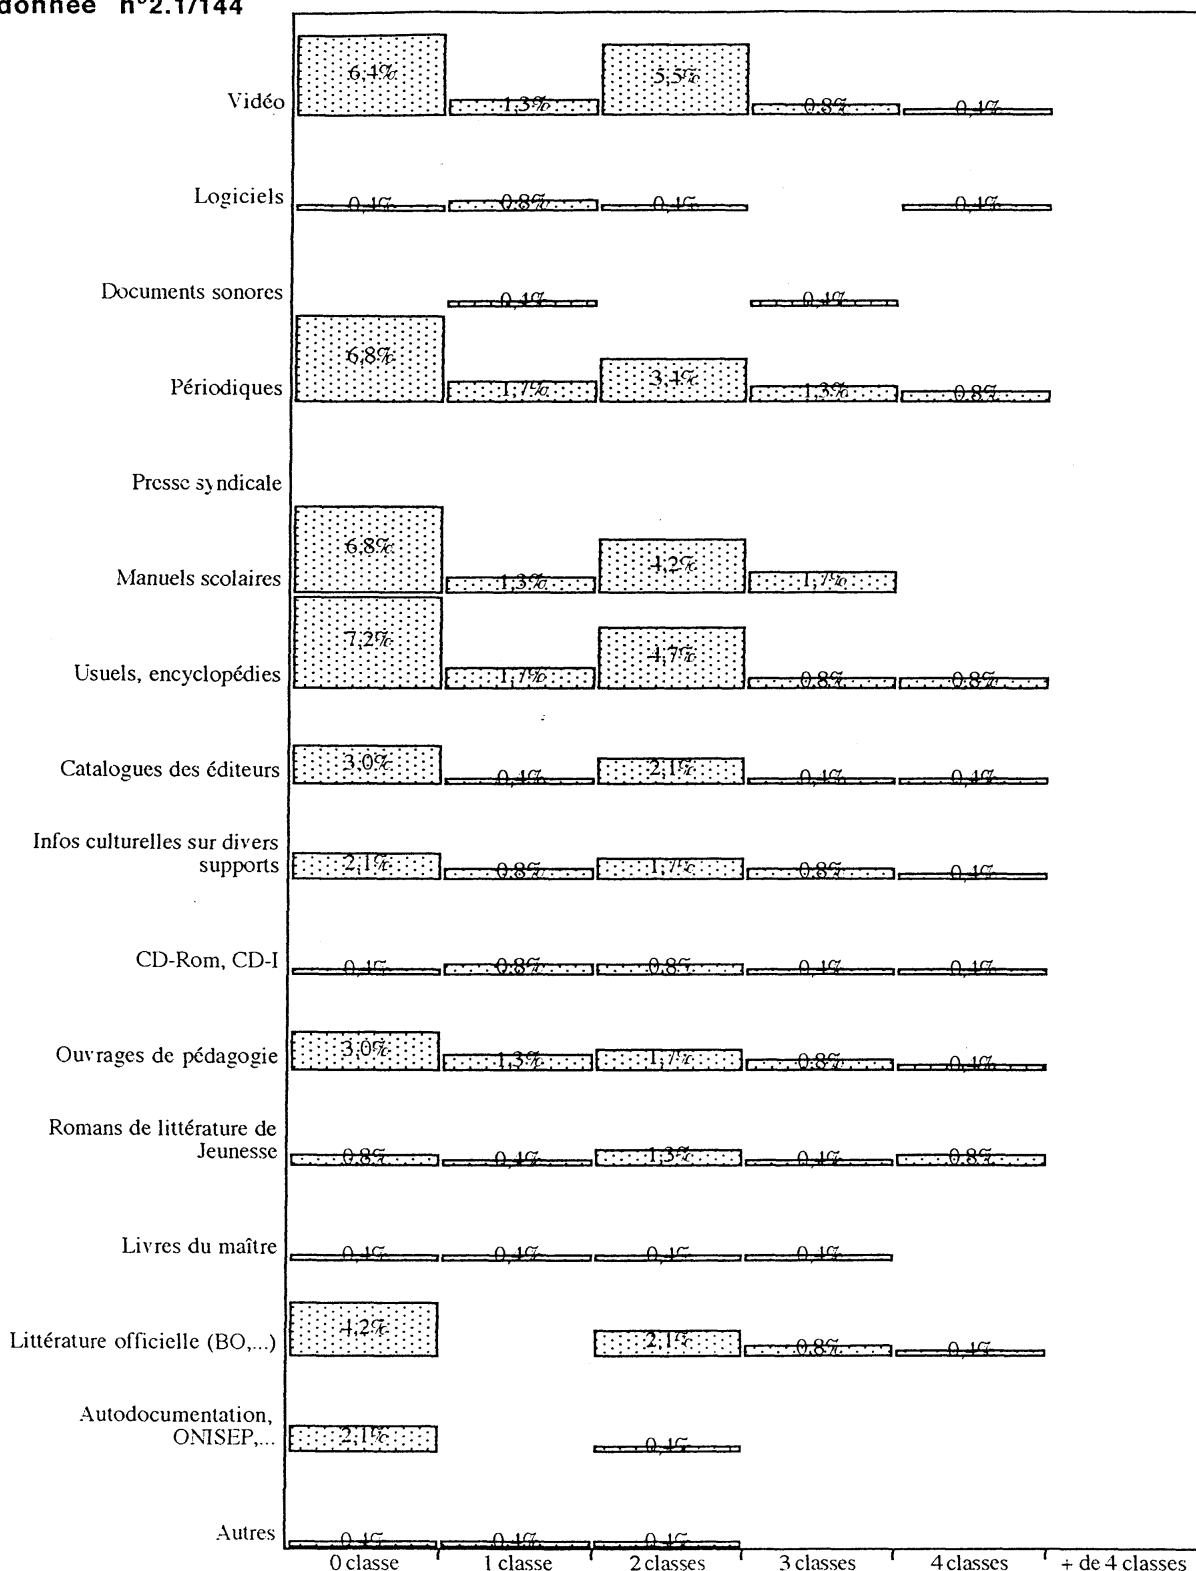 donnée n°2.1/144
Vidéo 6,4% 1,3% 5,5% 0,8% 0,4%
Logiciels 0,4% 0,8% 0,4% 0,4%
Documents sonores 0,4% 0,4%
Périodiques 6,8% 1,7% 3,4% 1,3% 0,8%
Presse syndicale
Manuels scolaires 6,8% 1,3% 4,2% 1,7%
Usuels, encyclopédies 7,2% 1,7% 4,7% 0,8% 0,8%
Catalogues des éditeurs 3,0% 0,4% 2,1% 0,4% 0,4%
Infos culturelles sur divers
supports 2,1% 0,8% 1,7% 0,8% 0,4%
CD-Rom, CD-I 0,4% 0,8% 0,8% 0,4% 0,4%
Ouvrages de pédagogie 3,0% 1,3% 1,7% 0,8% 0,4%
Romans de littérature de
Jeunesse 0,8% 0,4% 1,3% 0,4% 0,8%
Livres du maître 0,4% 0,4% 0,4% 0,4%
Littérature officielle (BO,...) 4,2% 2,1% 0,8% 0,4%
Autodocumentation,
ONISEP,... 2,1% 0,4%
Autres 0,4% 0,4% 0,4%
0 classe 1 classe 2 classes 3 classes 4 classes + de 4 classes